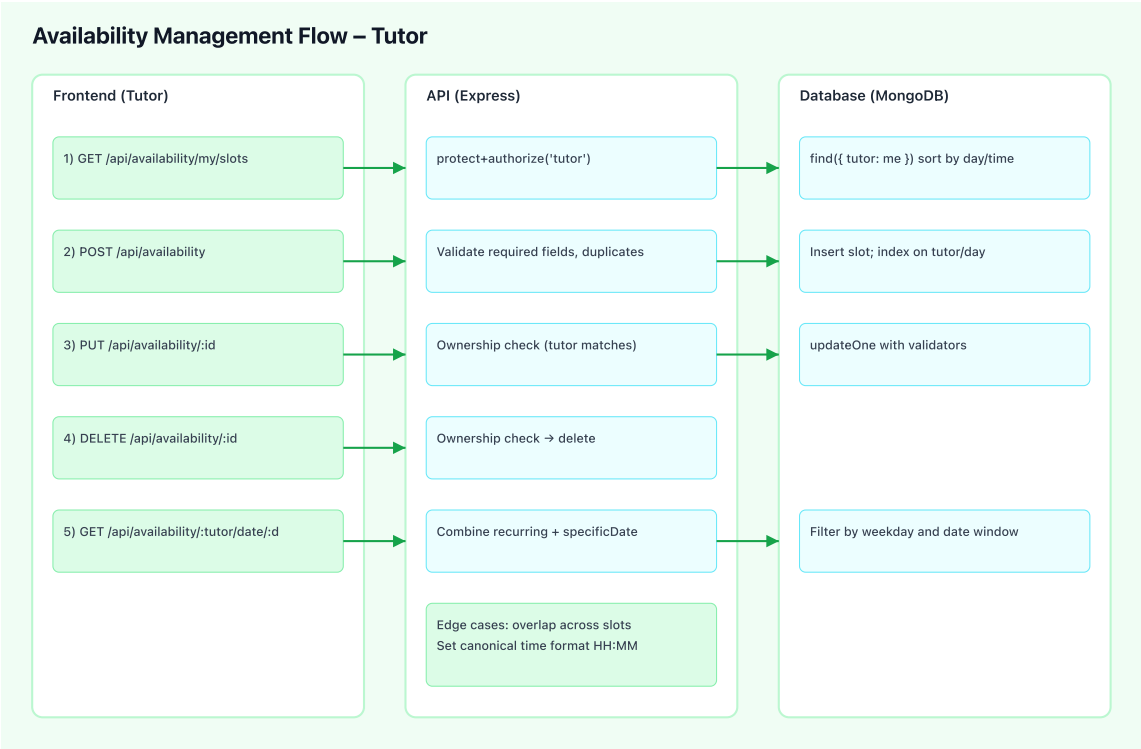 Availability Management Flow – Tutor
Frontend (Tutor)
1) GET /api/availability/my/slots
2) POST /api/availability
3) PUT /api/availability/:id
4) DELETE /api/availability/:id
5) GET /api/availability/:tutor/date/:d
API (Express)
protect+authorize('tutor')
Validate required fields, duplicates
Ownership check (tutor matches)
Ownership check → delete
Combine recurring + specificDate
Edge cases: overlap across slots
Set canonical time format HH:MM
Database (MongoDB)
find({ tutor: me }) sort by day/time
Insert slot; index on tutor/day
updateOne with validators
Filter by weekday and date window